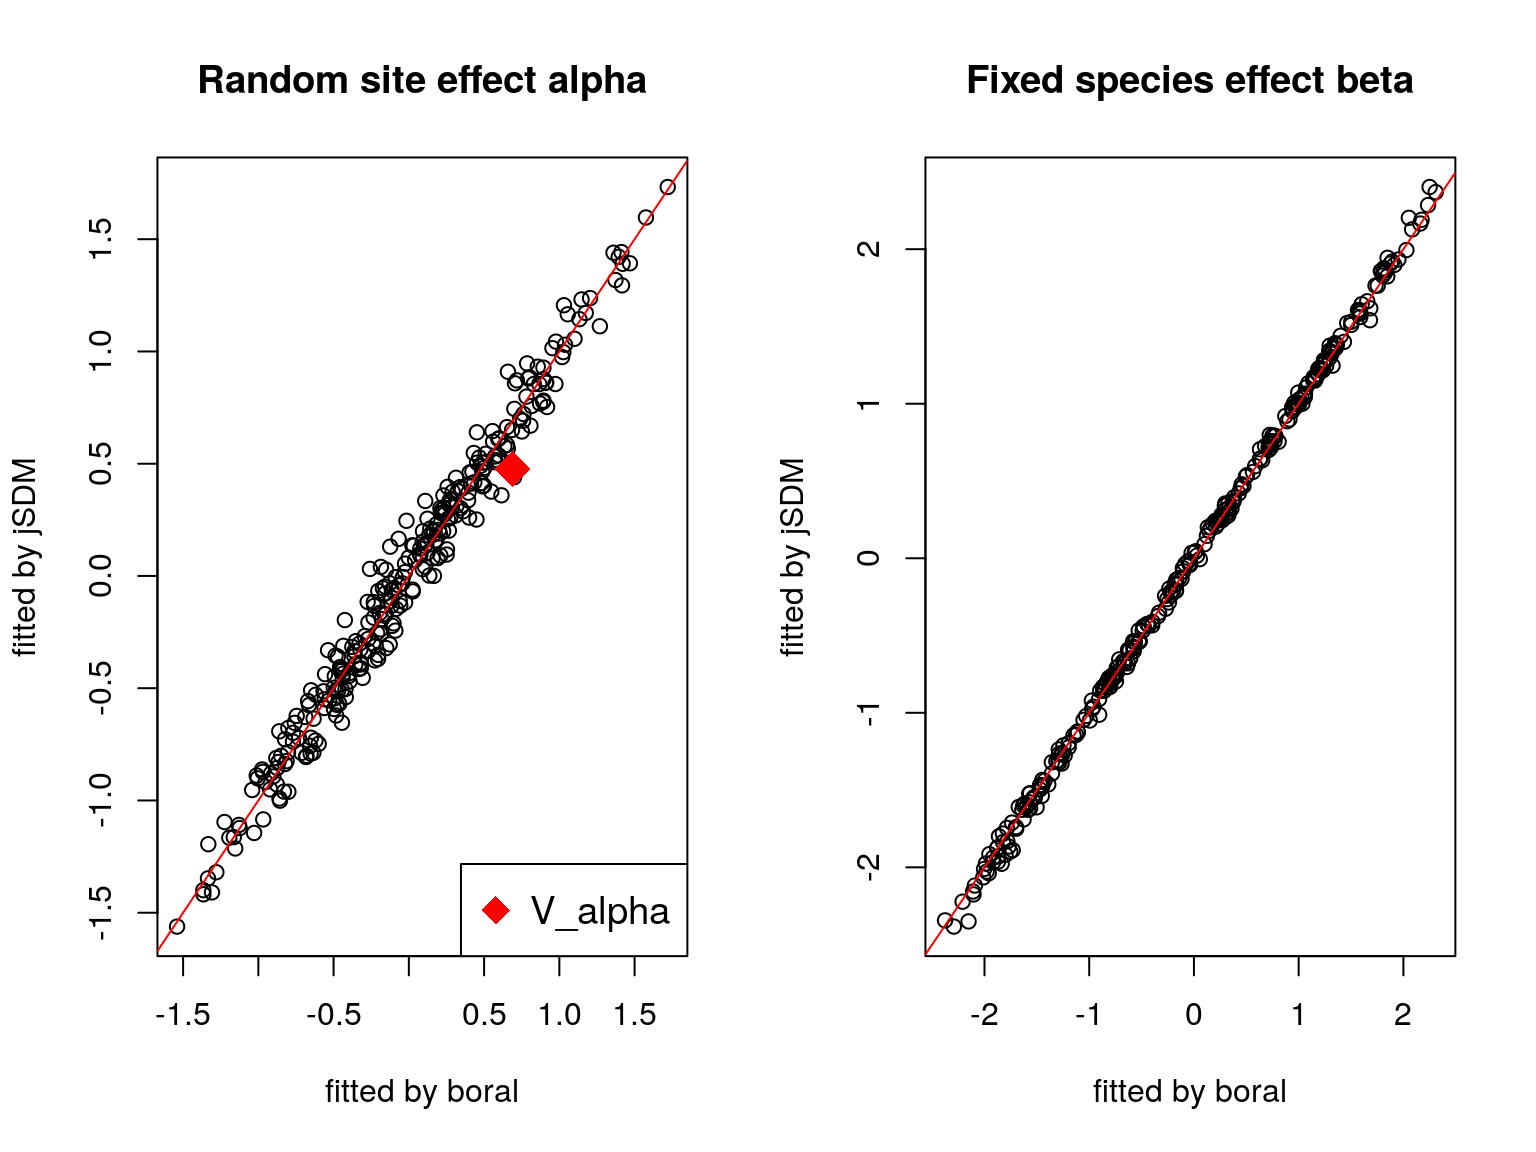 Random site effect alpha
fitted by jSDM
1.5
1.0
0.5
0.0
-0.5
-1.0
-1.5
V_alpha
-1.5 -0.5 0.5 1.0 1.5
fitted by boral
Fixed species effect beta
fitted by jSDM
2
1
0
-1
-2
-2 -1 0 1 2
fitted by boral